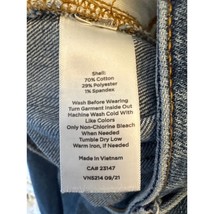 Shell:
70% Cotton
29% Polyester
1% Spandex
Wash Before Wearing
Turn Garment Inside Out
Machine Wash Cold With
Like Colors
Only Non-Chlorine Bleach
When Needed
Tumble Dry Low
Warm Iron, if Needed
Made in Vietnam
CA# 23147
VN5214 09/21